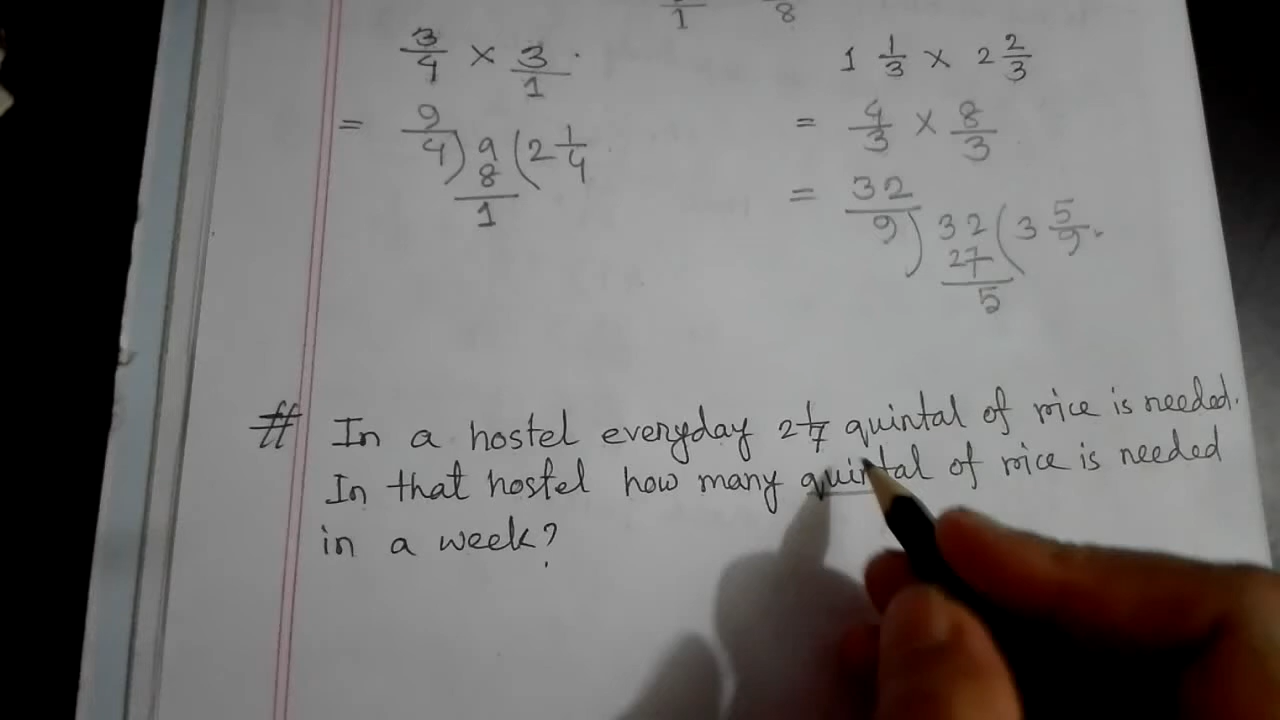 1 8
3/4 × 3/1
= 9/4 ) 9 ( 2 1/4
8
1
1 1/3 × 2 2/3
= 4/3 × 8/3
= 32/9 ) 32 ( 3 5/9
27
5
# In a hostel everyday 2 1/7 quintal of rice is needed.
In that hostel how many quintal of rice is needed
in a week?